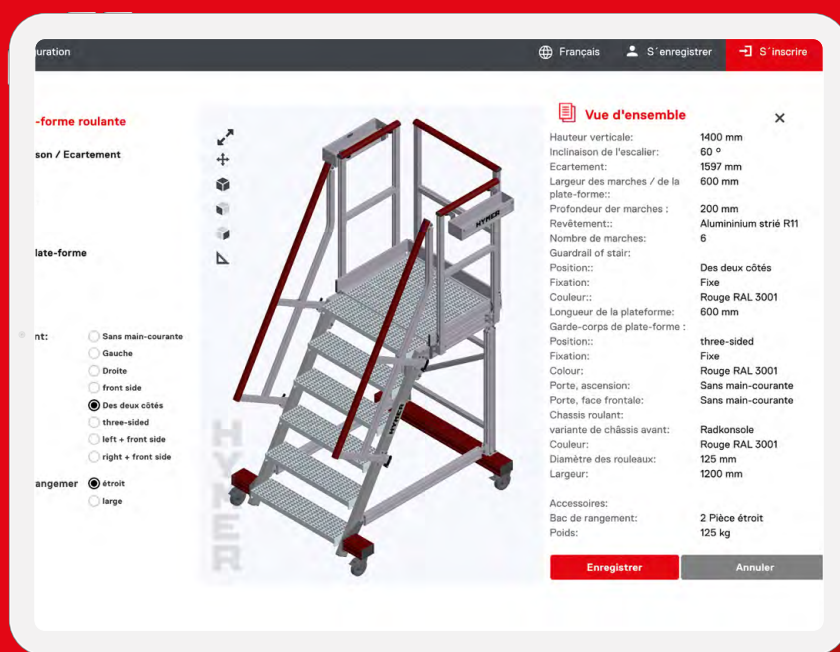 uration
Français
S´enregistrer
S´inscrire
-forme roulante
son / Ecartement
late-forme
nt:
Sans main-courante
Gauche
Droite
front side
Des deux côtés
three-sided
left + front side
right + front side
angemer
étroit
large
HYMER
HYMER
HYMER
Vue d'ensemble
Hauteur verticale: 1400 mm
Inclinaison de l'escalier: 60 º
Ecartement: 1597 mm
Largeur des marches / de la 600 mm
plate-forme::
Profondeur der marches : 200 mm
Revêtement:: Alumininium strié R11
Nombre de marches: 6
Guardrail of stair:
Position:: Des deux côtés
Fixation: Fixe
Couleur:: Rouge RAL 3001
Longueur de la plateforme: 600 mm
Garde-corps de plate-forme :
Position:: three-sided
Fixation: Fixe
Colour: Rouge RAL 3001
Porte, ascension: Sans main-courante
Porte, face frontale: Sans main-courante
Chassis roulant:
variante de châssis avant: Radkonsole
Couleur: Rouge RAL 3001
Diamètre des rouleaux: 125 mm
Largeur: 1200 mm
Accessoires:
Bac de rangement: 2 Pièce étroit
Poids: 125 kg
Enregistrer
Annuler